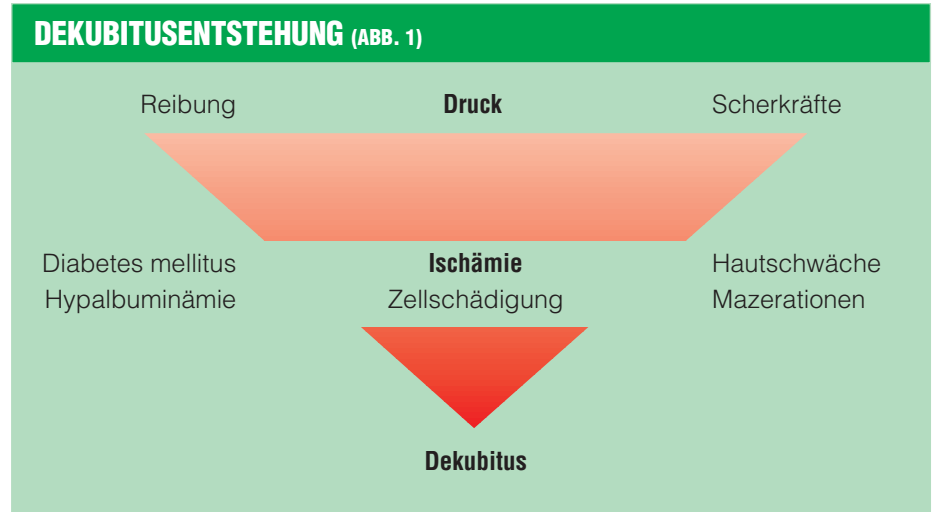 DEKUBITUSENTSTEHUNG (ABB. 1)
Reibung Druck Scherkräfte
Diabetes mellitus Ischämie Hautschwäche
Hypalbuminämie Zellschädigung Mazerationen
Dekubitus